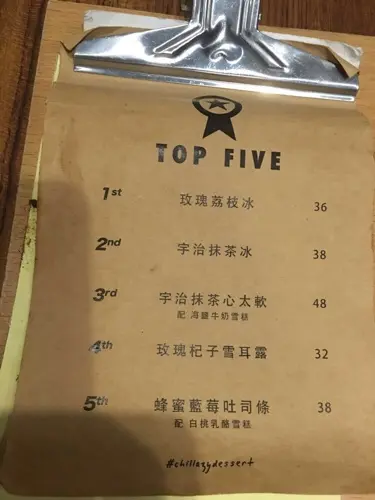 TOP FIVE
1st 玫瑰荔枝冰 36
2nd 宇治抹茶冰 38
3rd 宇治抹茶心太軟 48
配 海鹽牛奶雪糕
4th 玫瑰杞子雪耳露 32
5th 蜂蜜藍莓吐司條 38
配 白桃乳酪雪糕
#chillazydessert